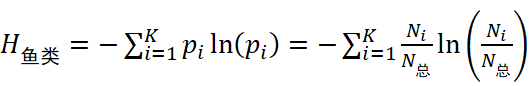 H鱼类 = −∑ᵢ₌₁ᴷ pᵢ ln(pᵢ) = −∑ᵢ₌₁ᴷ Nᵢ/N总 ln(Nᵢ/N总)